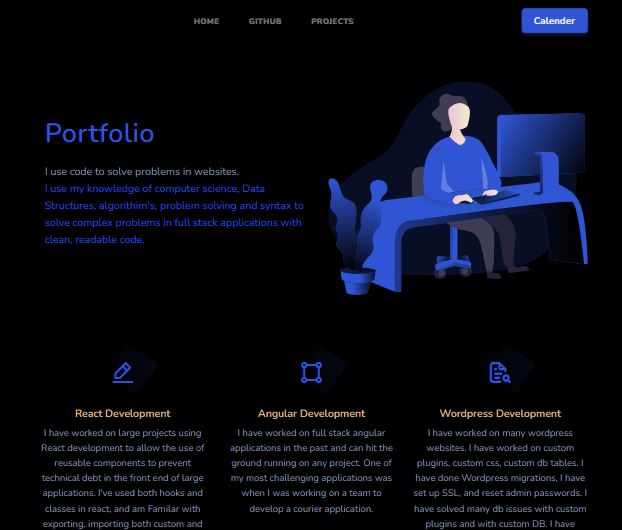 HOME GITHUB PROJECTS Calender
Portfolio
I use code to solve problems in websites.
I use my knowledge of computer science, Data
Structures, algorithim's, problem solving and syntax to
solve complex problems in full stack applications with
clean, readable code.
React Development
I have worked on large projects using
React development to allow the use of
reusable components to prevent
technical debt in the front end of large
applications. I've used both hooks and
classes in react, and am Familar with
exporting, importing both custom and
Angular Development
I have worked on full stack angular
applications in the past and can hit the
ground running on any project. One of
my most challenging applications was
when I was working on a team to
develop a courier application.
Wordpress Development
I have worked on many wordpress
websites. I have worked on custom
plugins, custom css, custom db tables. I
have done Wordpress migrations, I have
set up SSL, and reset admin passwords. I
have solved many db issues with custom
plugins and with custom DB. I have